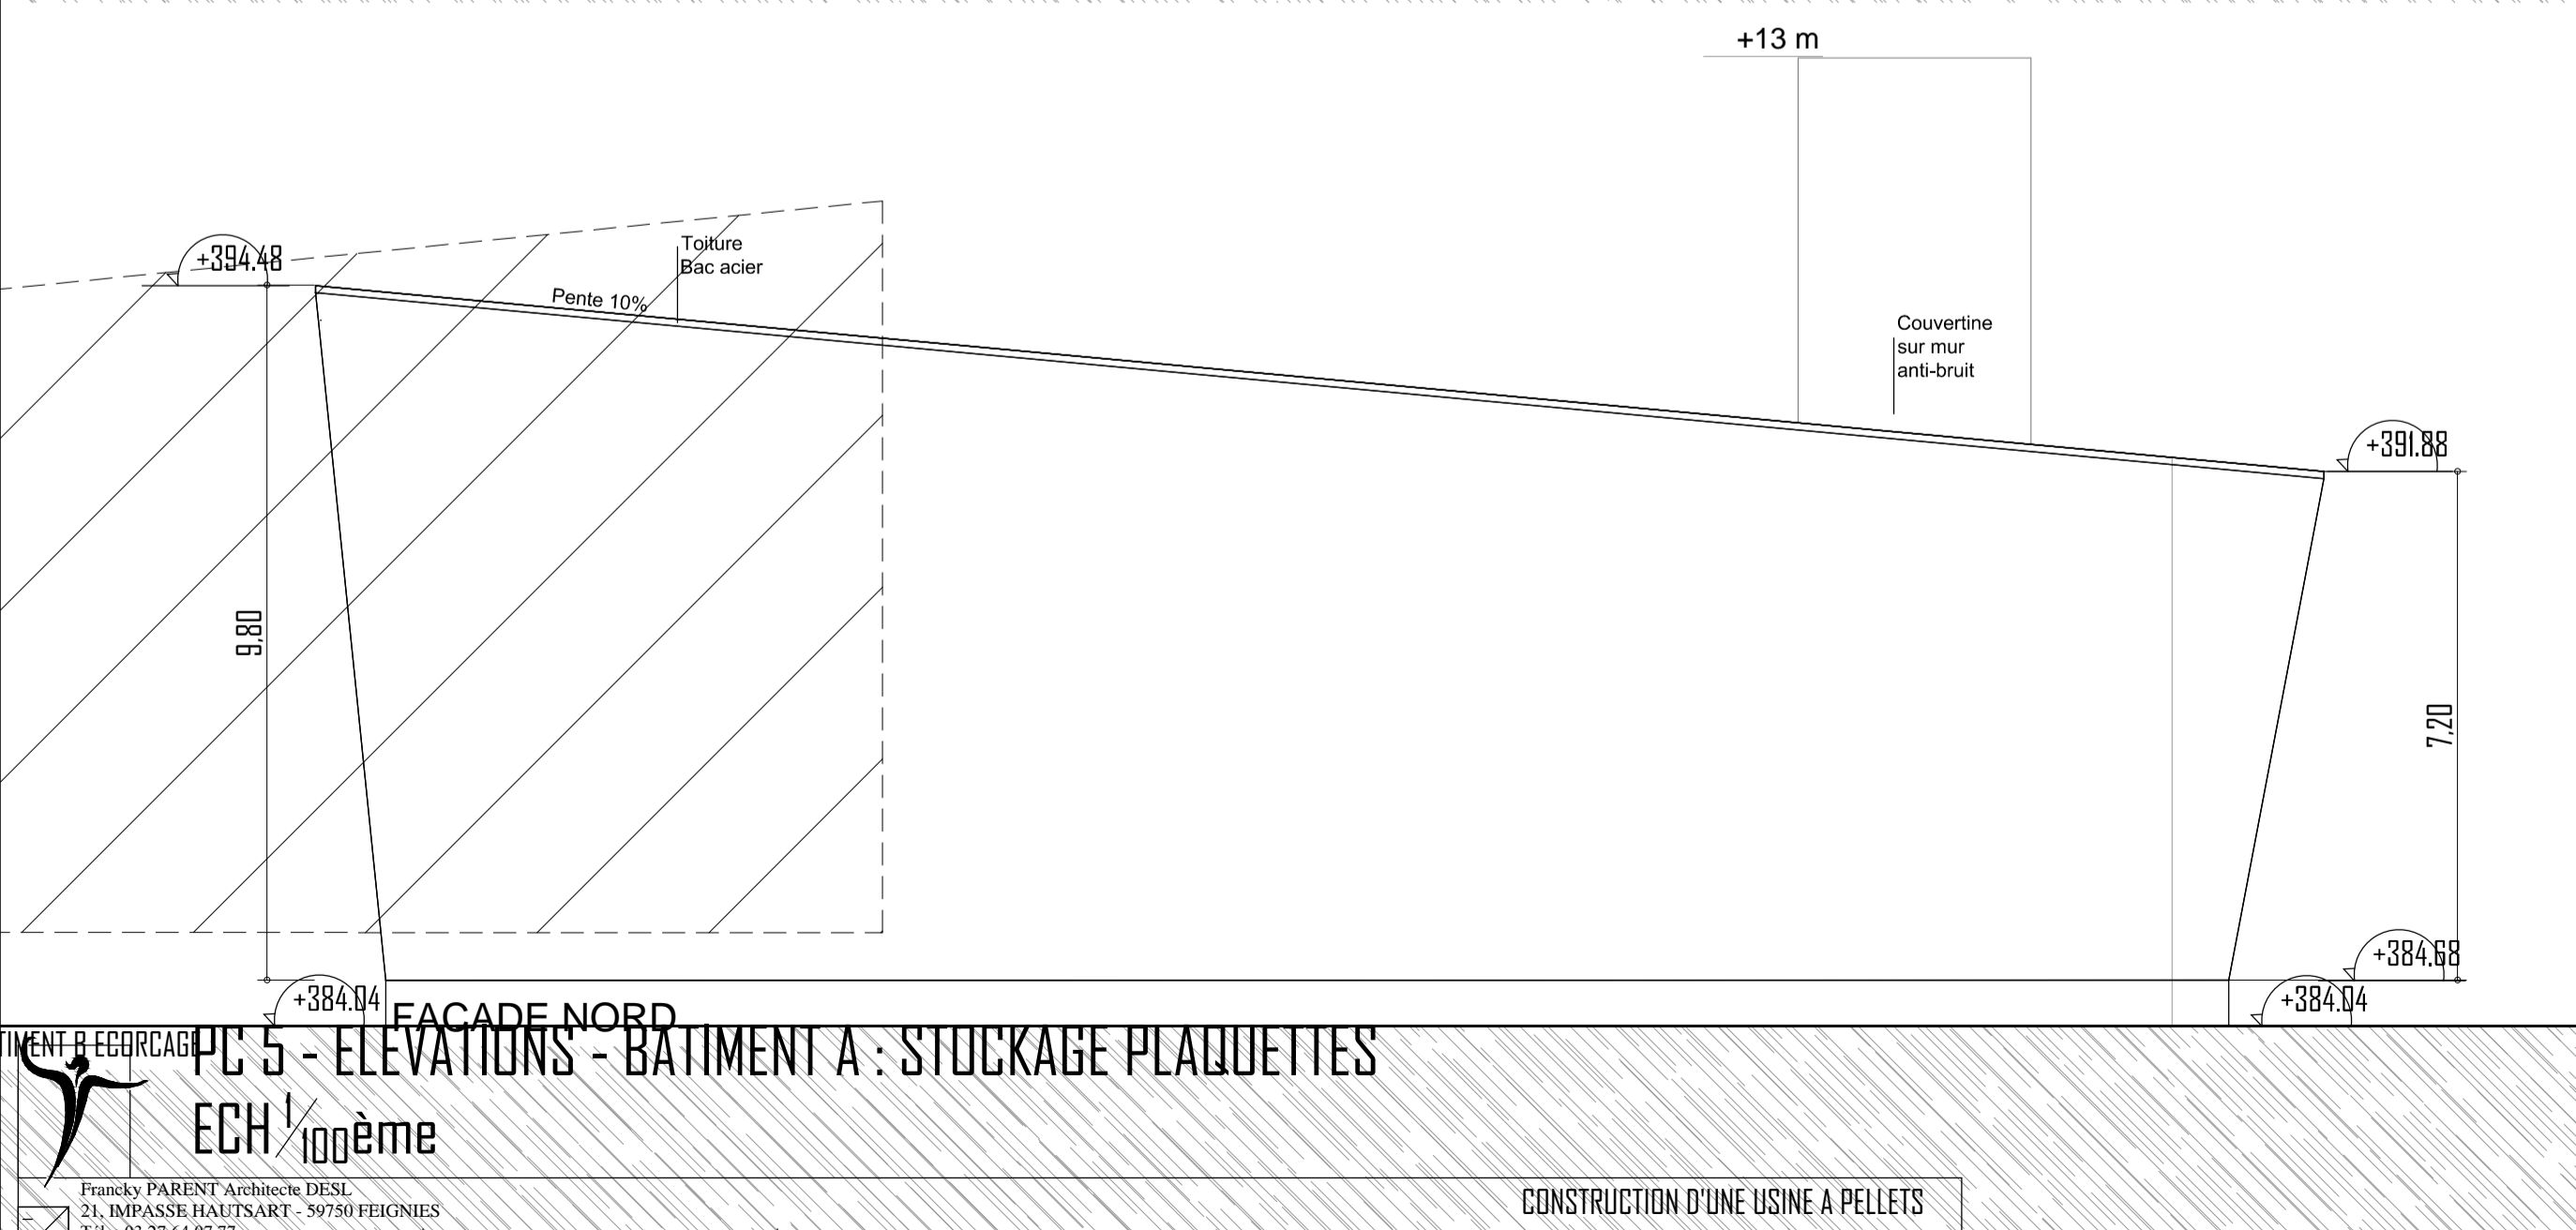 +13 m
+394.48
Toiture
Bac acier
Pente 10%
Couvertine
sur mur
anti-bruit
+391.88
9,80
7,20
+384.68
+384.04
+384.04
FACADE NORD
TIMENT B ECORCAGE
PC 5 - ELEVATIONS - BATIMENT A : STOCKAGE PLAQUETTES
ECH 1/100ème
Francky PARENT Architecte DESL
21, IMPASSE HAUTSART - 59750 FEIGNIES
CONSTRUCTION D'UNE USINE A PELLETS